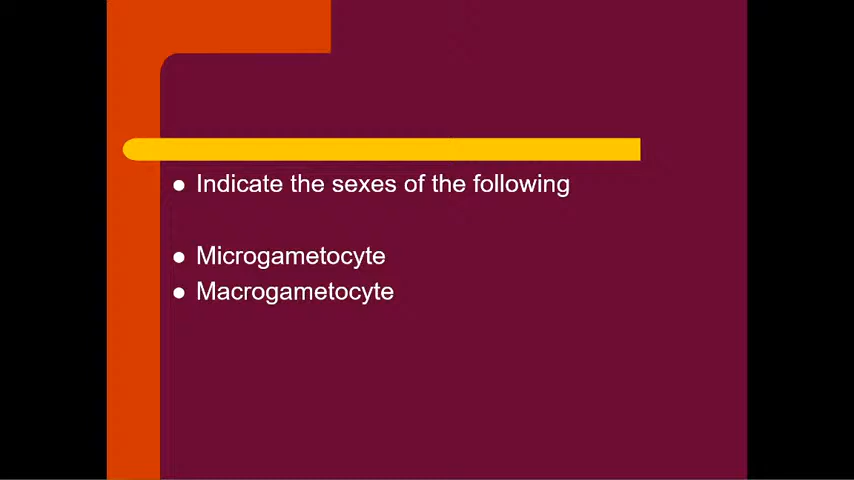 ● Indicate the sexes of the following
● Microgametocyte
● Macrogametocyte